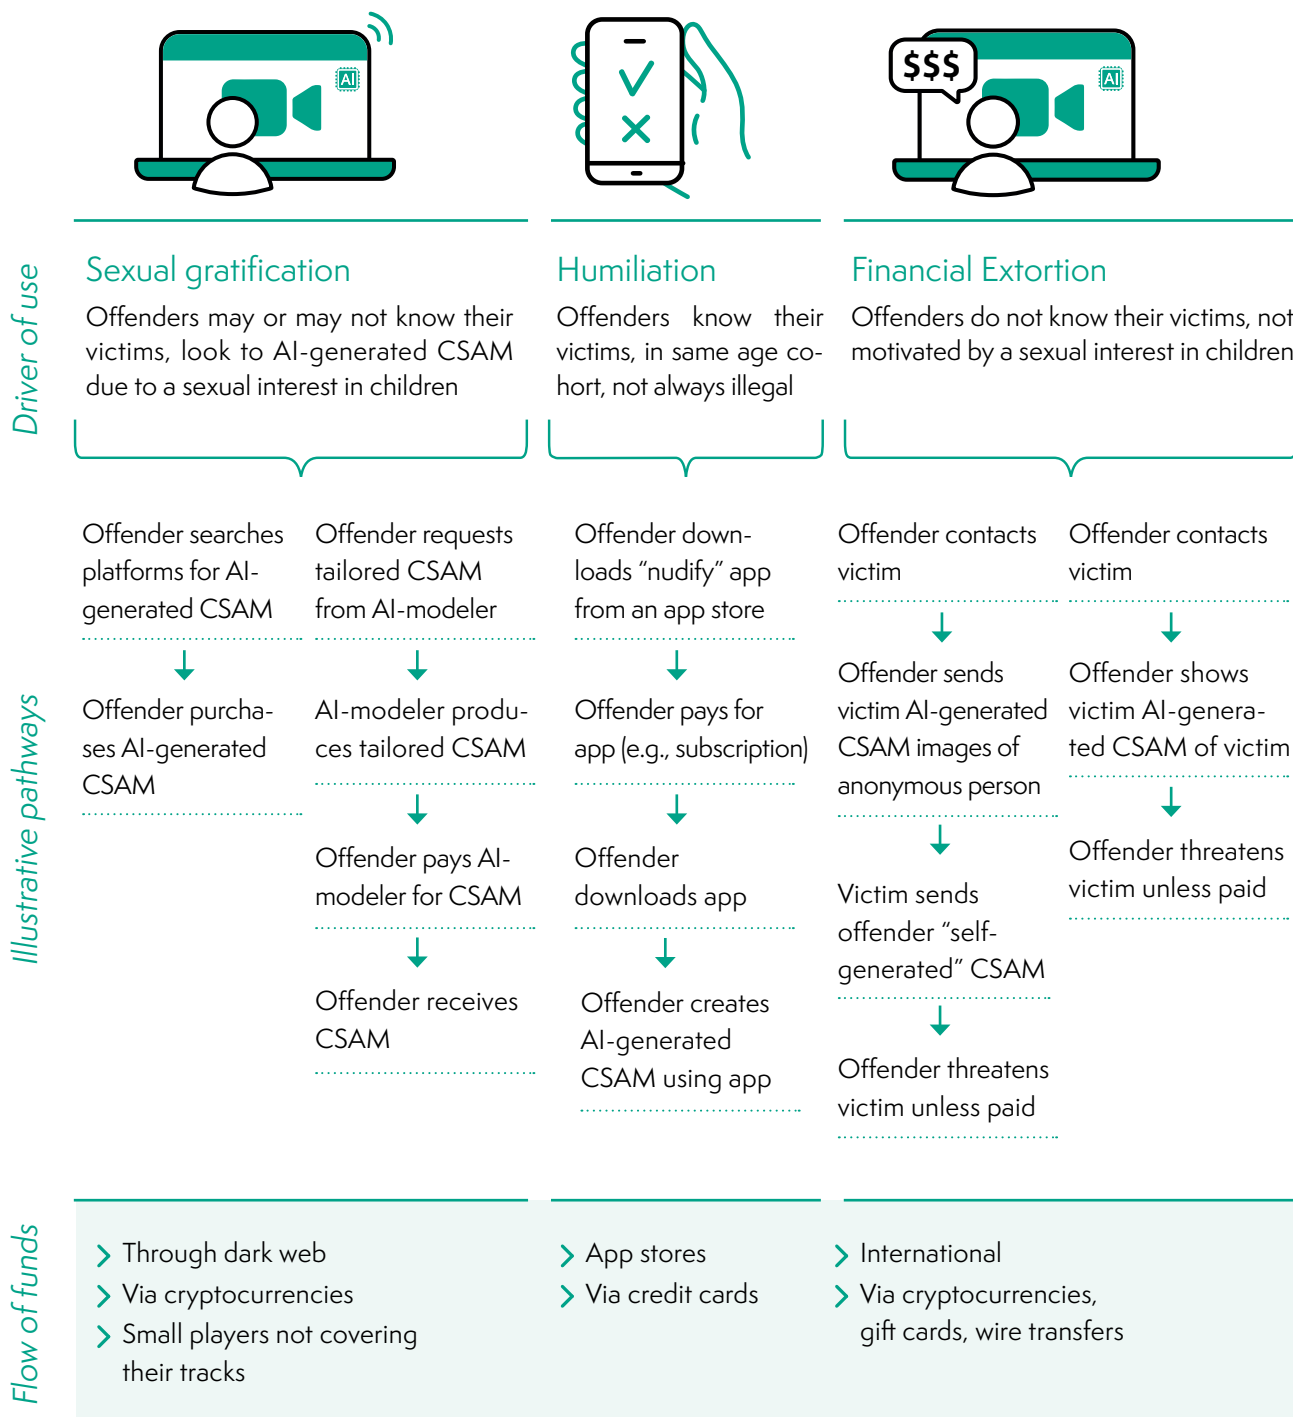 AI
$$$
AI
Driver of use
Sexual gratification
Offenders may or may not know their
victims, look to AI-generated CSAM
due to a sexual interest in children
Humiliation
Offenders know their
victims, in same age co-
hort, not always illegal
Financial Extortion
Offenders do not know their victims, not
motivated by a sexual interest in children
Illustrative pathways
Offender searches
platforms for AI-
generated CSAM
Offender purcha-
ses AI-generated
CSAM
Offender requests
tailored CSAM
from AI-modeler
AI-modeler produ-
ces tailored CSAM
Offender pays AI-
modeler for CSAM
Offender receives
CSAM
Offender down-
loads “nudify” app
from an app store
Offender pays for
app (e.g., subscription)
Offender
downloads app
Offender creates
AI-generated
CSAM using app
Offender contacts
victim
Offender sends
victim AI-generated
CSAM images of
anonymous person
Victim sends
offender “self-
generated” CSAM
Offender threatens
victim unless paid
Offender contacts
victim
Offender shows
victim AI-genera-
ted CSAM of victim
Offender threatens
victim unless paid
Flow of funds
Through dark web
Via cryptocurrencies
Small players not covering
their tracks
App stores
Via credit cards
International
Via cryptocurrencies,
gift cards, wire transfers